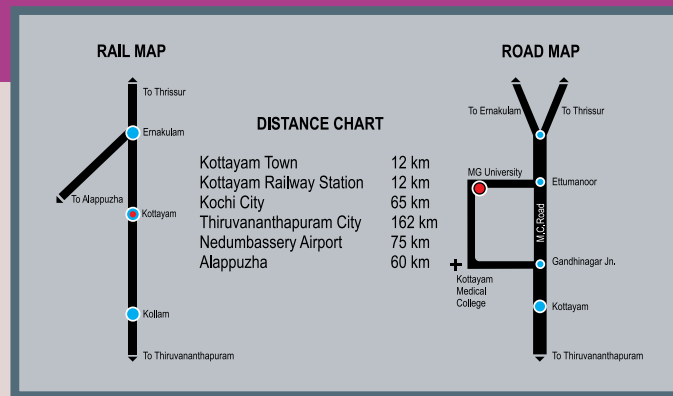 RAIL MAP
To Thrissur
Ernakulam
To Alappuzha
Kottayam
Kollam
To Thiruvananthapuram
DISTANCE CHART
Kottayam Town 12 km
Kottayam Railway Station 12 km
Kochi City 65 km
Thiruvananthapuram City 162 km
Nedumbassery Airport 75 km
Alappuzha 60 km
ROAD MAP
To Ernakulam To Thrissur
MG University
Ettumanoor
M.C.Road
Gandhinagar Jn.
Kottayam
Medical
College
Kottayam
To Thiruvananthapuram